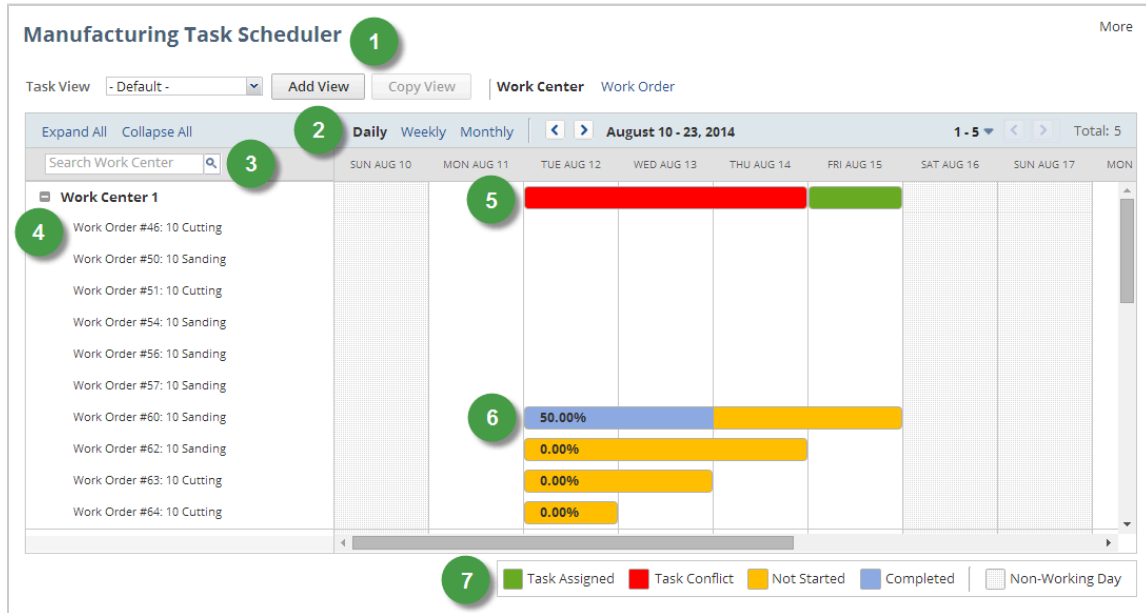 Manufacturing Task Scheduler 1 More
Task View - Default - Add View Copy View Work Center Work Order
Expand All Collapse All 2 Daily Weekly Monthly August 10 - 23, 2014 1 - 5 Total: 5
Search Work Center 3 SUN AUG 10 MON AUG 11 TUE AUG 12 WED AUG 13 THU AUG 14 FRI AUG 15 SAT AUG 16 SUN AUG 17 MON
Work Center 1 5
4 Work Order #46: 10 Cutting
Work Order #50: 10 Sanding
Work Order #51: 10 Cutting
Work Order #54: 10 Sanding
Work Order #56: 10 Sanding
Work Order #57: 10 Sanding
Work Order #60: 10 Cutting 6 50.00%
Work Order #62: 10 Sanding 0.00%
Work Order #63: 10 Cutting 0.00%
Work Order #64: 10 Cutting 0.00%
7 Task Assigned Task Conflict Not Started Completed Non-Working Day